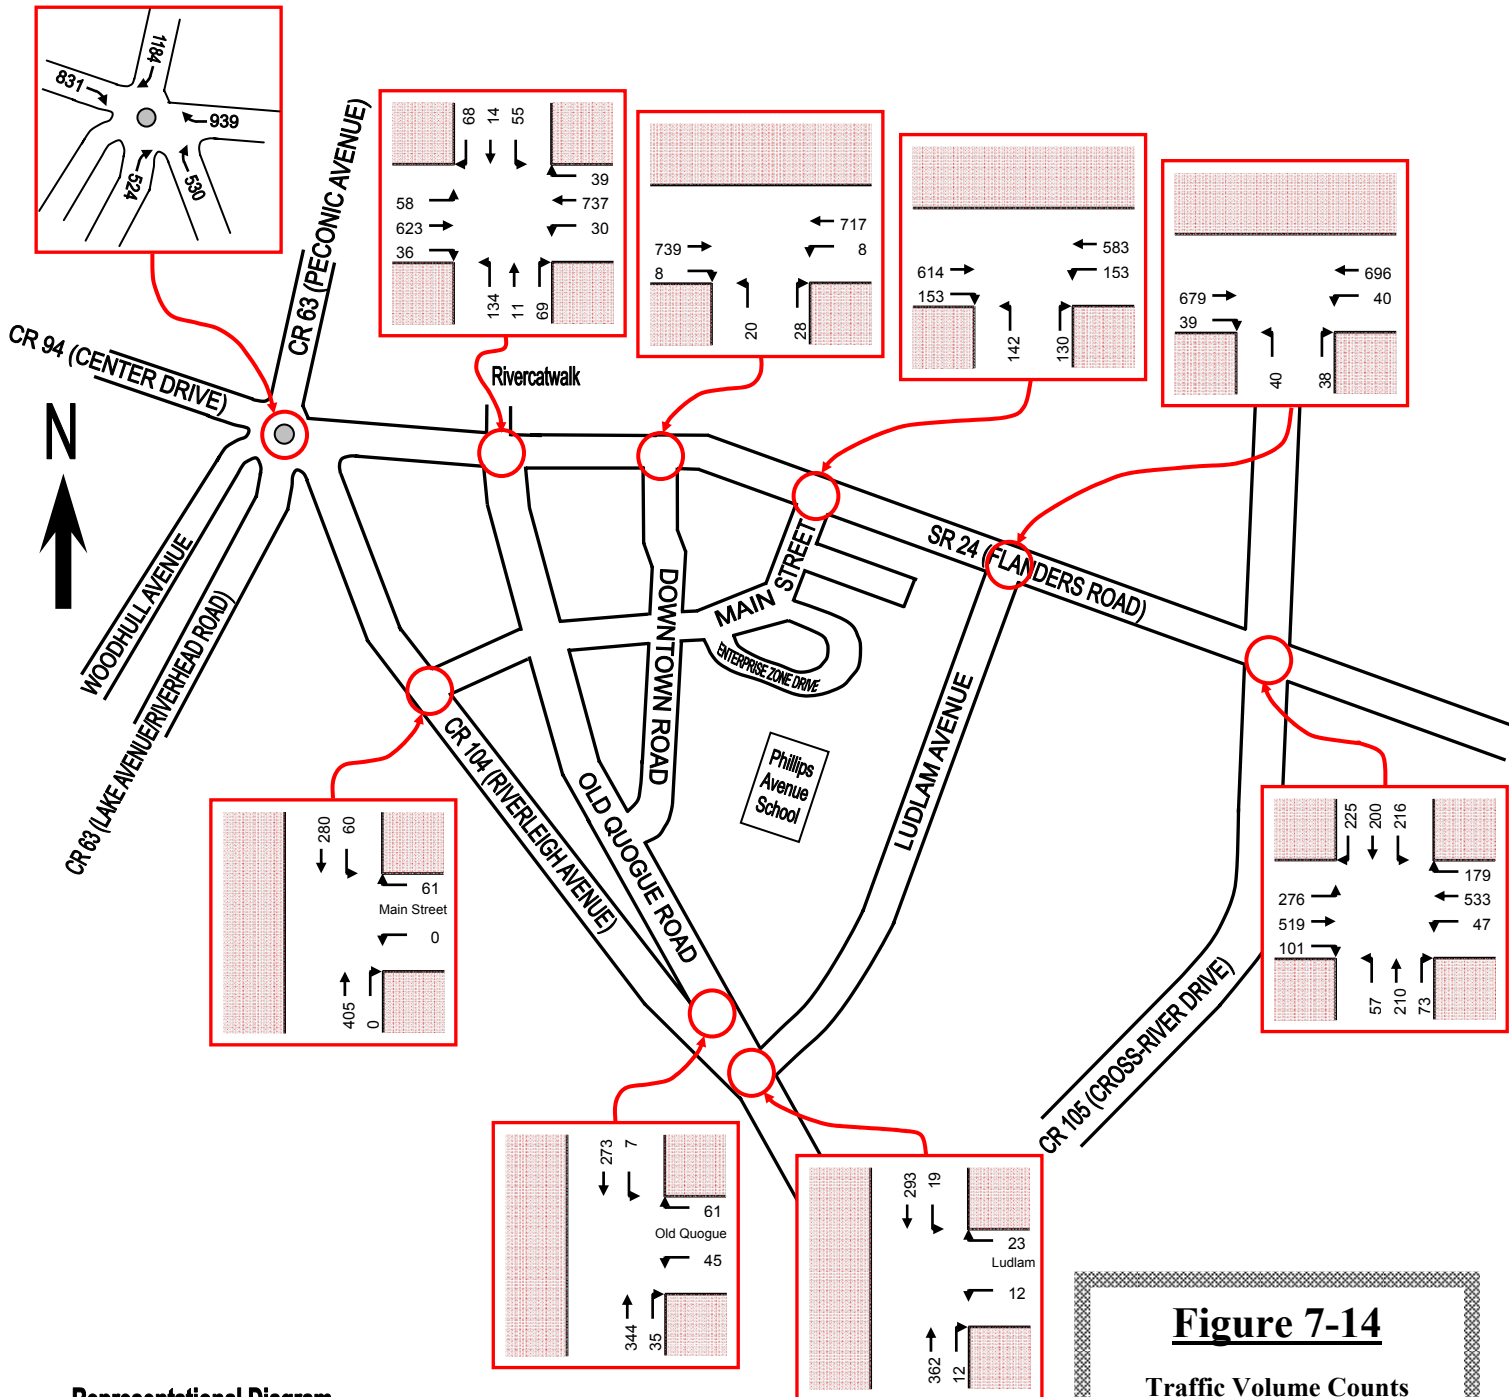 1184
831
939
524
530
CR 63 (PECONIC AVENUE)
68 14 55
39
58
737
623
30
36
134 11 69
717
739
8
8
20 28
583
614
153
153
142 130
696
679
40
39
40 38
CR 94 (CENTER DRIVE)
Rivercatwalk
N
SR 24 (FLANDERS ROAD)
MAIN STREET
DOWNTOWN ROAD
ENTERPRISE ZONE DRIVE
WOODHULL AVENUE
CR 63 (LAKE AVENUE/RIVERHEAD ROAD)
CR 104 (RIVERLEIGH AVENUE)
OLD QUOGUE ROAD
Phillips
Avenue
School
LUDLAM AVENUE
CR 105 (CROSS-RIVER DRIVE)
280 60
61
Main Street
0
405 0
225 200 216
179
276
533
519
47
101
57 210 73
273 7
61
Old Quogue
45
344 35
293 19
23
Ludlam
12
362 12
Figure 7-14
Traffic Volume Counts
Representational Diagram